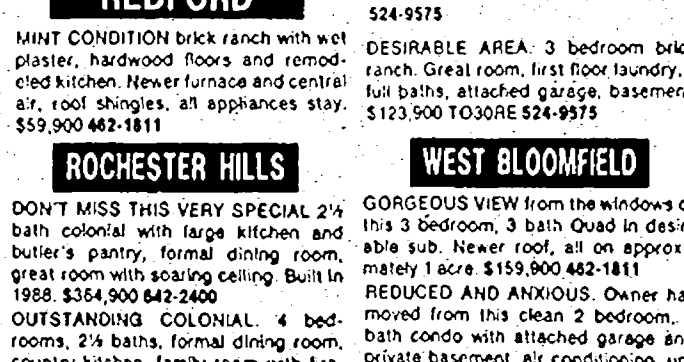 REDFORD
MINT CONDITION brick ranch with wet
plaster, hardwood floors and remod-
eled kitchen. Newer furnace and central
air, roof shingles, all appliances stay.
$59,900 462-1811
ROCHESTER HILLS
DON'T MISS THIS VERY SPECIAL 2½
bath colonial with large kitchen and
butler's pantry, formal dining room,
great room with soaring ceiling. Built in
1988. $364,900 642-2400
OUTSTANDING COLONIAL. 4 bed-
rooms, 2½ baths, formal dining room,
country kitchen, family room with
524-9575
DESIRABLE AREA. 3 bedroom
ranch. Great room, first floor laundry,
full baths, attached garage,
$123,900 TO30RE 524-9575
WEST BLOOMFIELD
GORGEOUS VIEW from the windows
this 3 bedroom, 3 bath Quad in desir-
able sub. Newer roof, all on approx
mately 1 acre. $159,900 462-1811
REDUCED AND ANXIOUS. Owner
moved from this clean 2 bedroom,
bath condo with attached garage
private basement, air conditioning,